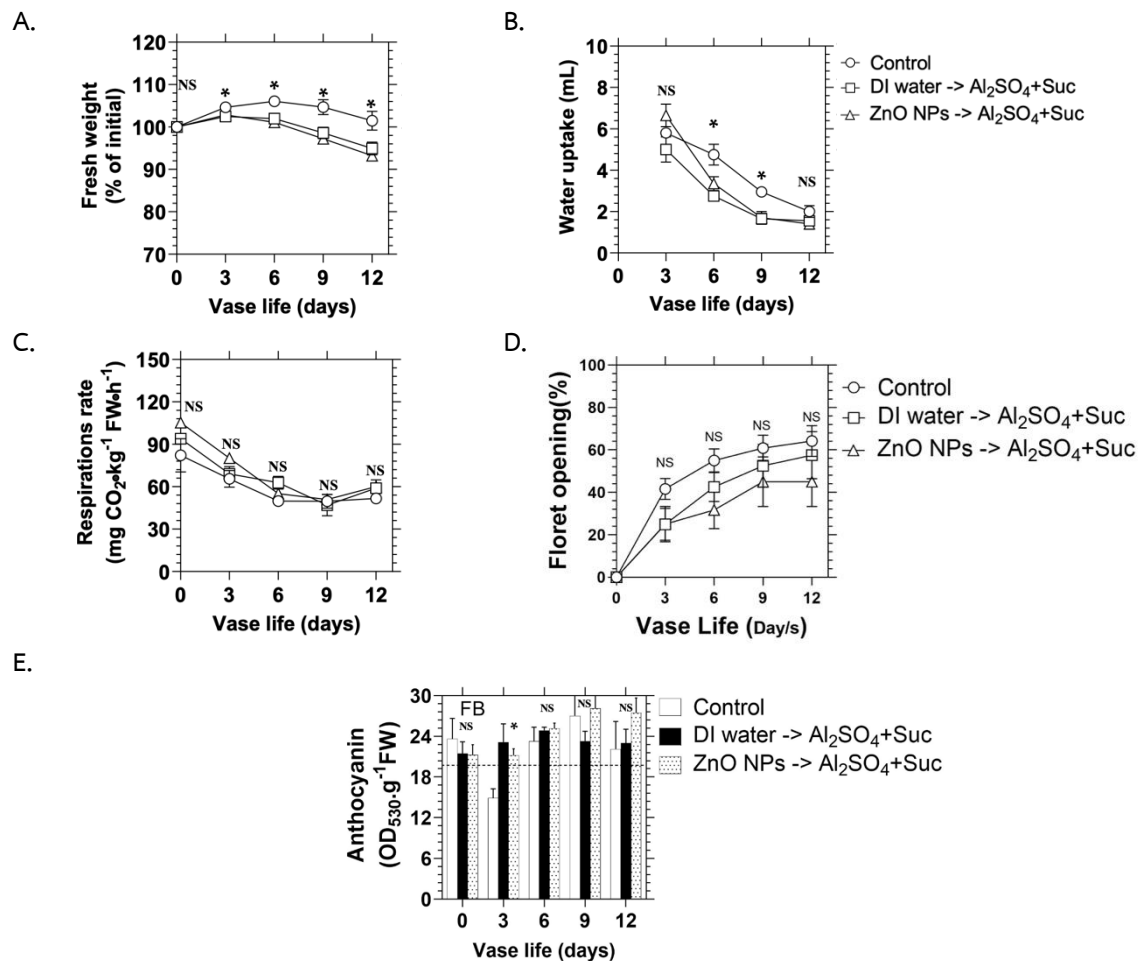 A.
120
110
100
90
80
70
NS
*
*
*
*
Fresh weight
(% of initial)
0 3 6 9 12
Vase life (days)
B.
10
8
6
4
2
0
NS
*
*
NS
Water uptake (mL)
0 3 6 9 12
Vase life (days)
Control
DI water -> Al₂SO₄+Suc
ZnO NPs -> Al₂SO₄+Suc
C.
150
120
90
60
30
0
NS
NS
NS
NS
NS
Respirations rate
(mg CO₂•kg⁻¹ FW•h⁻¹)
0 3 6 9 12
Vase life (days)
D.
100
80
60
40
20
0
NS
NS
NS
NS
Floret opening(%)
0 3 6 9 12
Vase Life (Day/s)
Control
DI water -> Al₂SO₄+Suc
ZnO NPs -> Al₂SO₄+Suc
E.
30
24
18
12
6
0
FB
NS
*
NS
NS
NS
Anthocyanin
(OD₅₃₀·g⁻¹FW)
0 3 6 9 12
Vase life (days)
Control
DI water -> Al₂SO₄+Suc
ZnO NPs -> Al₂SO₄+Suc